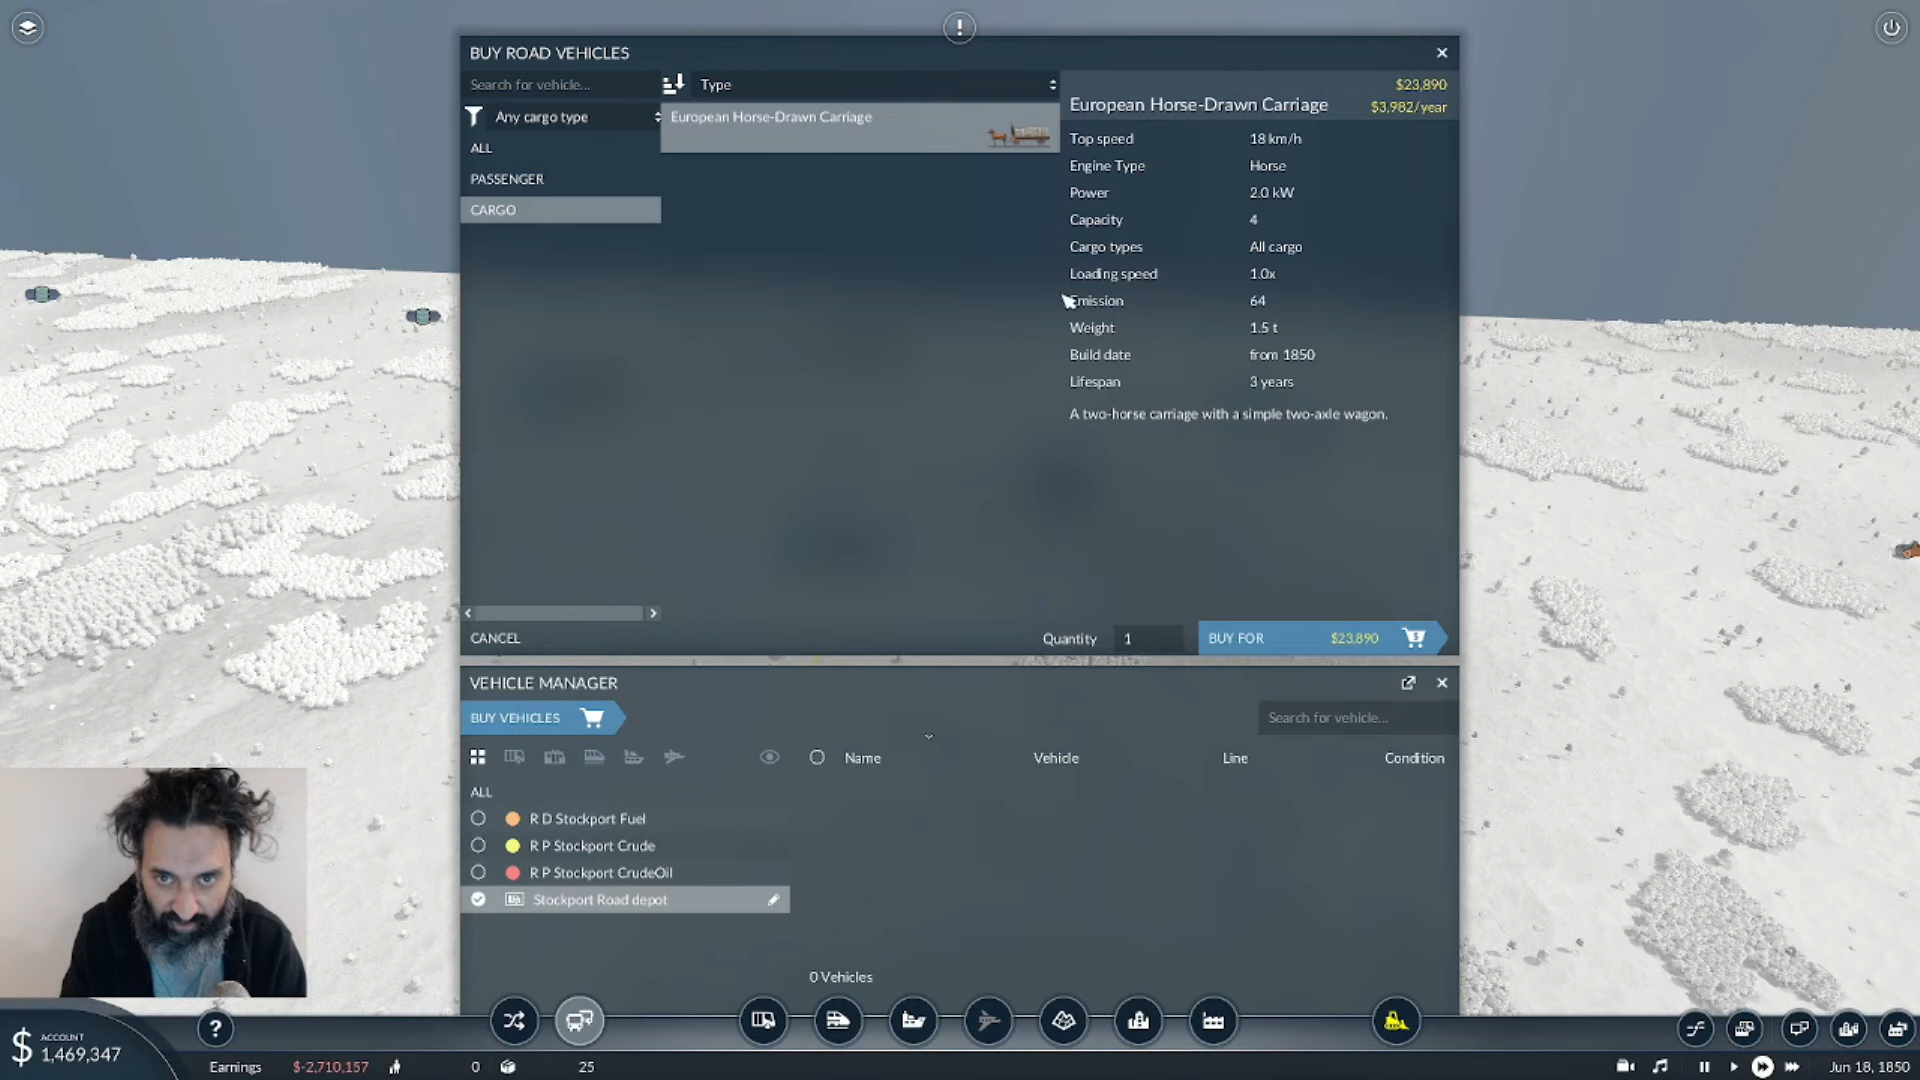 BUY ROAD VEHICLES
Search for vehicle...
Type
$23,890
European Horse-Drawn Carriage
$3,982/year
Any cargo type
European Horse-Drawn Carriage
ALL
PASSENGER
CARGO
Top speed 18 km/h
Engine Type Horse
Power 2.0 kW
Capacity 4
Cargo types All cargo
Loading speed 1.0x
Emission 64
Weight 1.5 t
Build date from 1850
Lifespan 3 years
A two-horse carriage with a simple two-axle wagon.
CANCEL
Quantity 1
BUY FOR $23,890
VEHICLE MANAGER
BUY VEHICLES
Search for vehicle...
Name Vehicle Line Condition
ALL
R D Stockport Fuel
R P Stockport Crude
R P Stockport CrudeOil
Stockport Road depot
0 Vehicles
$ ACCOUNT
1,469,347
?
Earnings $-2,710,157
0
25
Jun 18, 1850